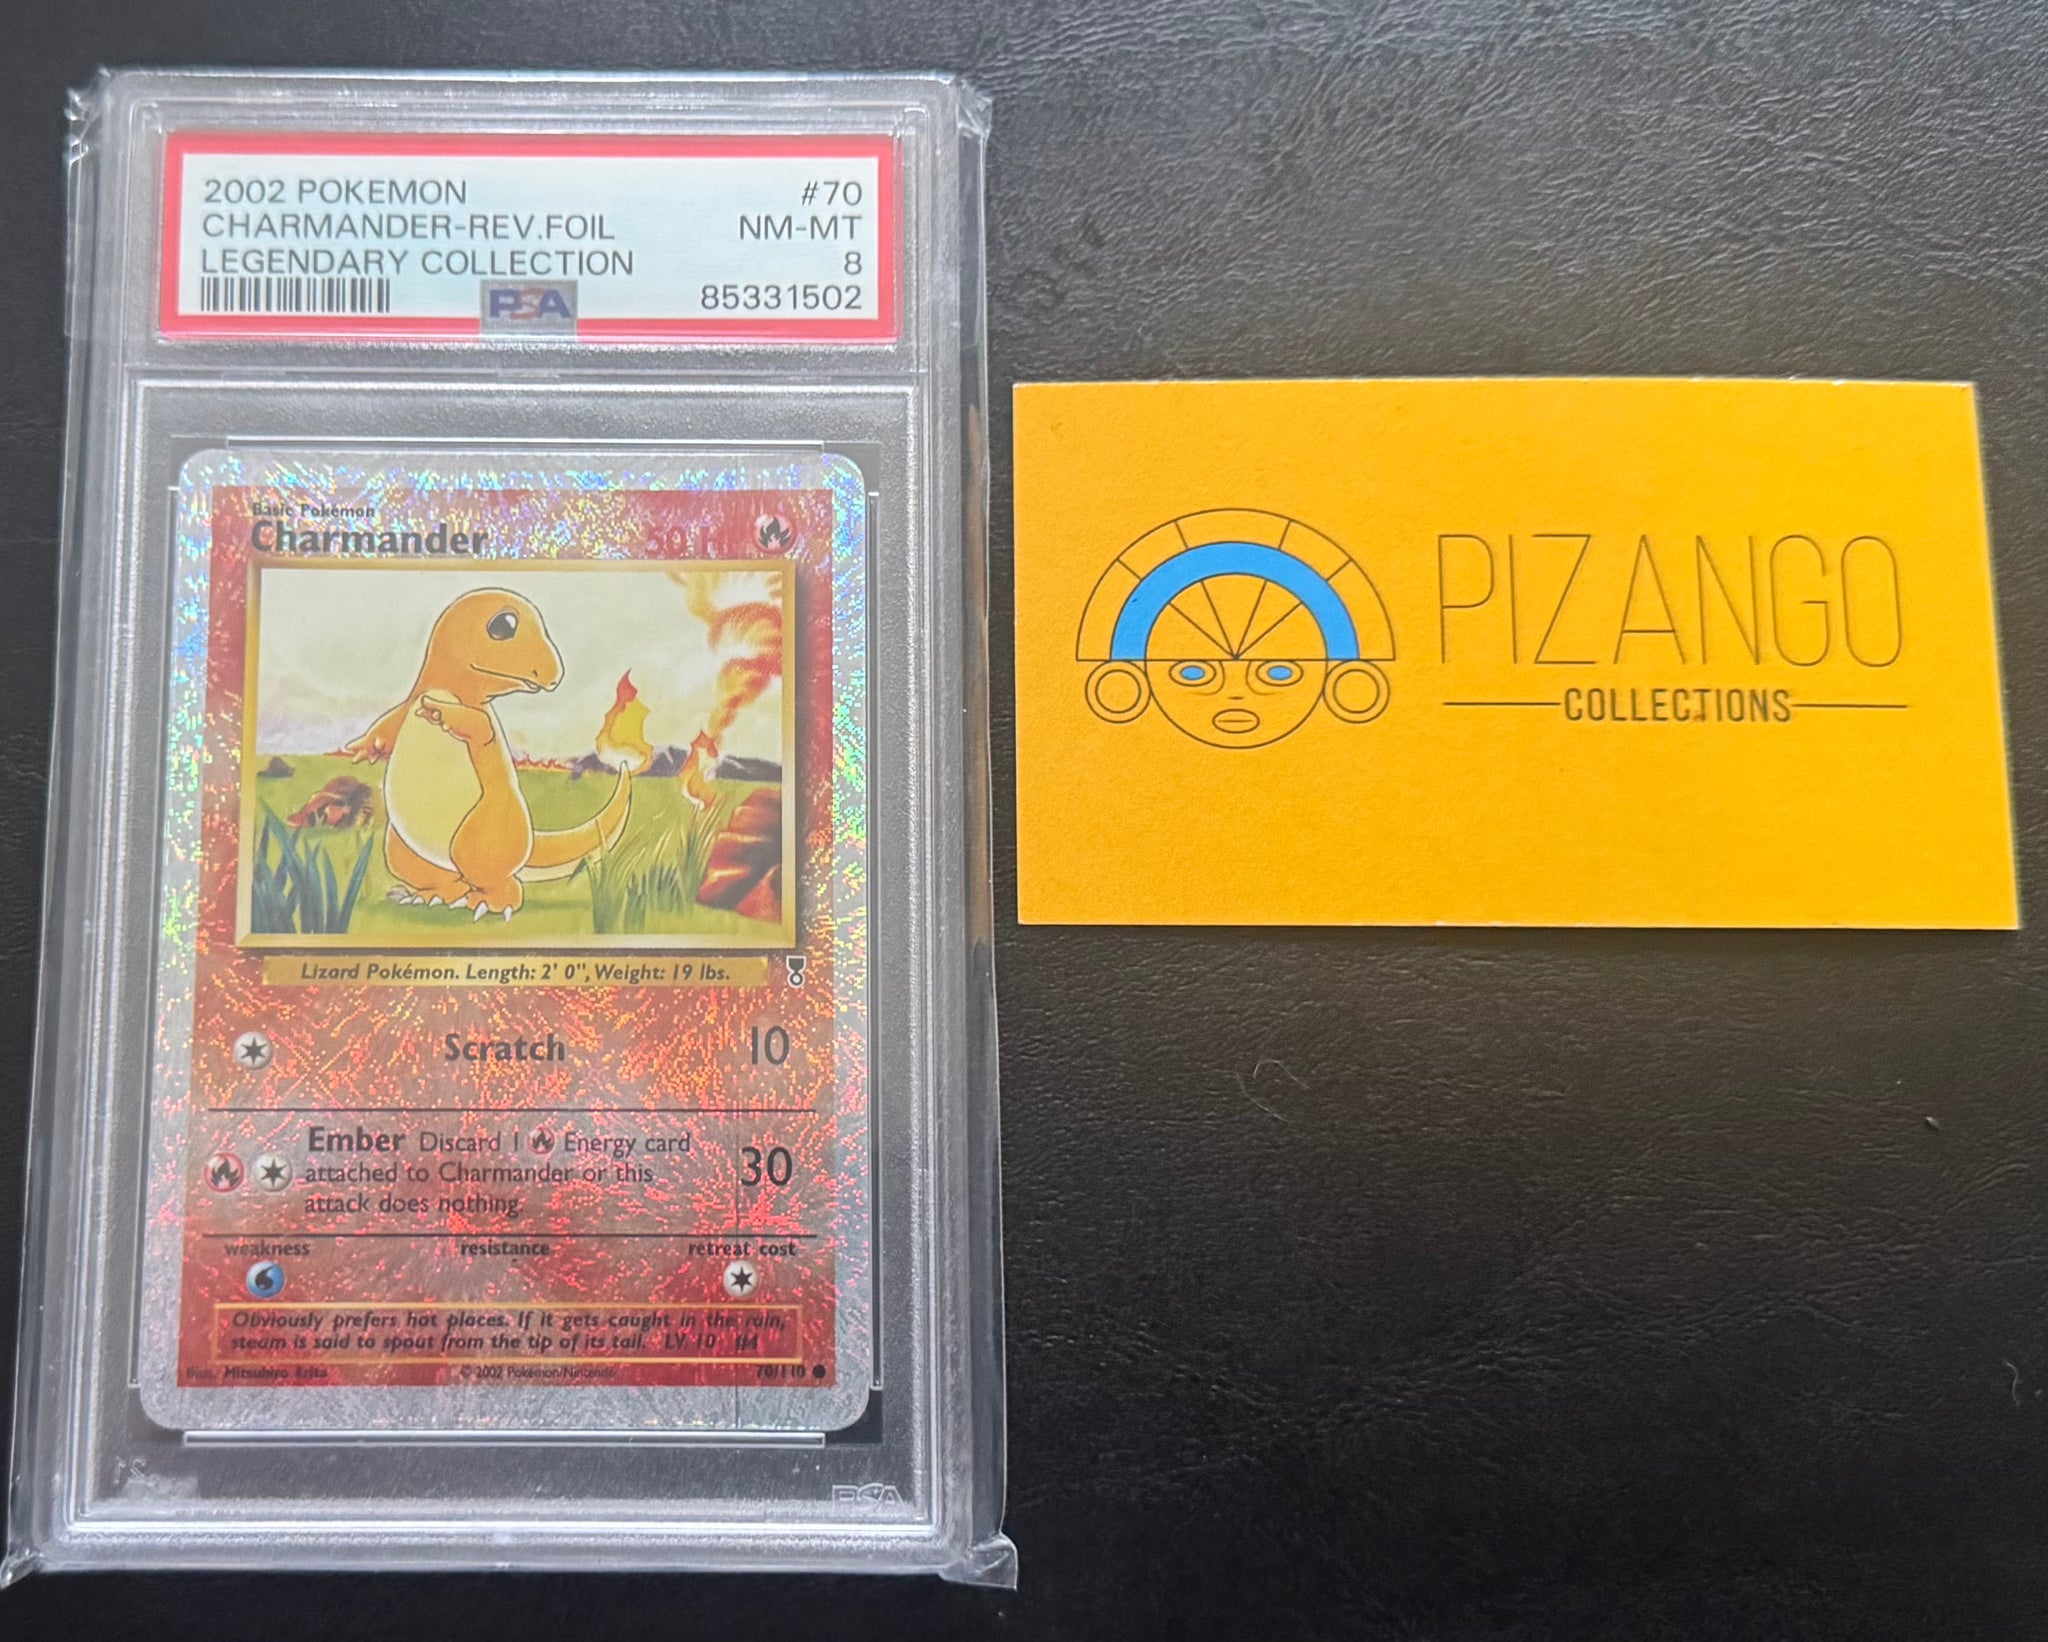 2002 POKEMON #70
CHARMANDER-REV.FOIL NM-MT
LEGENDARY COLLECTION 8
PSA 85331502
Basic Pokémon
Charmander 50 HP
Lizard Pokémon. Length: 2' 0", Weight: 19 lbs.
Scratch 10
Ember Discard 1 Energy card
attached to Charmander or this
attack does nothing.
30
weakness resistance retreat cost
Obviously prefers hot places. If it gets caught in the rain,
steam is said to spout from the tip of its tail. LV. 10 #4
Illus. Mitsuhiro Arita © 2002 Pokémon/Nintendo 70/110
PSA
PIZANGO
COLLECTIONS